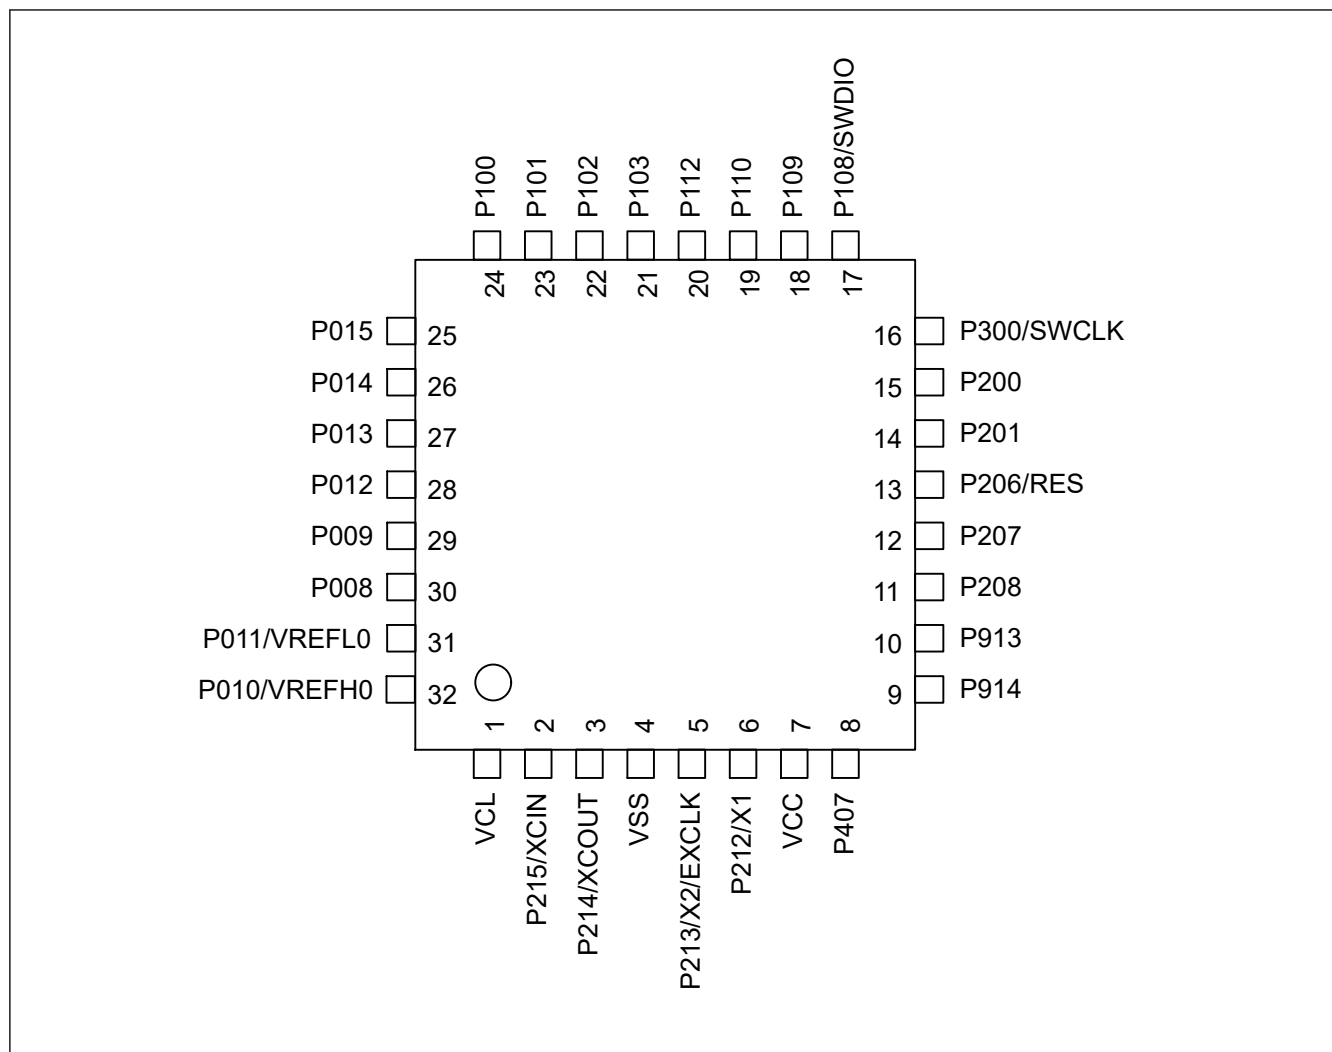 P100
P101
P102
P103
P112
P110
P109
P108/SWDIO
24
23
22
21
20
19
18
17
P015
25
16
P300/SWCLK
P014
26
15
P200
P013
27
14
P201
P012
28
13
P206/RES
P009
29
12
P207
P008
30
11
P208
P011/VREFL0
31
10
P913
P010/VREFH0
32
9
P914
1
2
3
4
5
6
7
8
VCL
P215/XCIN
P214/XCOUT
VSS
P213/X2/EXCLK
P212/X1
VCC
P407